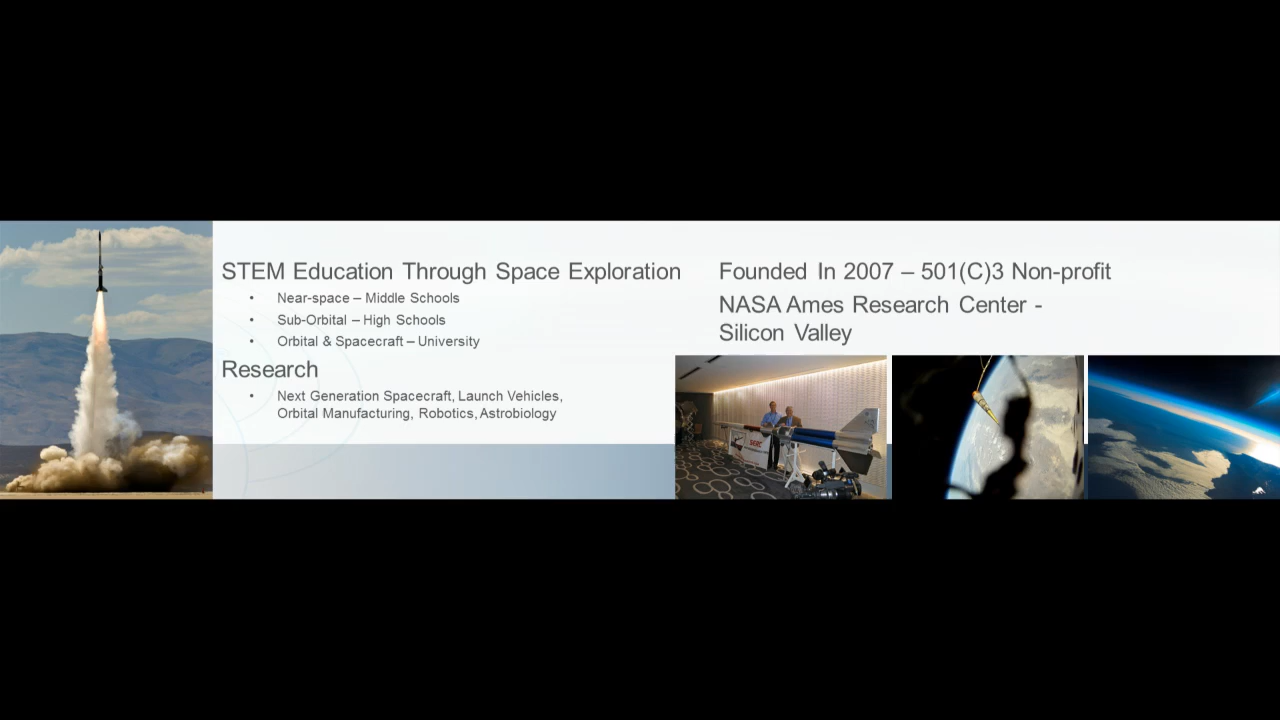 STEM Education Through Space Exploration
• Near-space – Middle Schools
• Sub-Orbital – High Schools
• Orbital & Spacecraft – University
Research
• Next Generation Spacecraft, Launch Vehicles,
Orbital Manufacturing, Robotics, Astrobiology
Founded In 2007 – 501(C)3 Non-profit
NASA Ames Research Center -
Silicon Valley